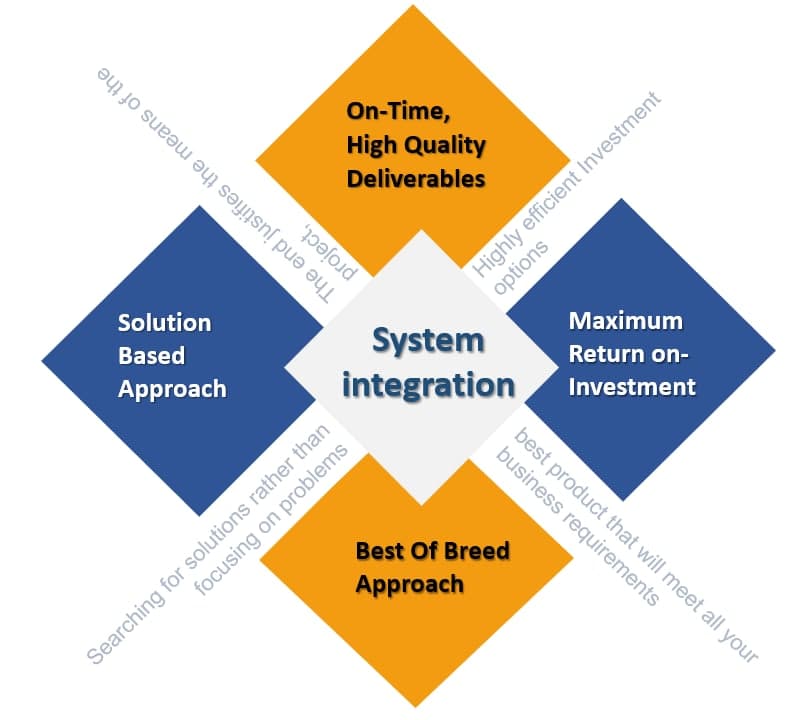 The end justifies the means of the
project,
On-Time,
High Quality
Deliverables
Highly efficient Investment
options
Solution
Based
Approach
System
integration
Maximum
Return on-
Investment
Searching for solutions rather than
focusing on problems
Best Of Breed
Approach
best product that will meet all your
business requirements